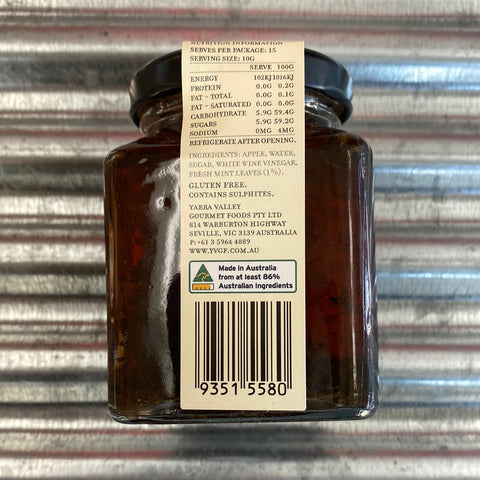 NUTRITION INFORMATION
SERVES PER PACKAGE: 15
SERVING SIZE: 10G
SERVE 100G
ENERGY 102KJ 1016KJ
PROTEIN 0.0G 0.2G
FAT – TOTAL 0.0G 0.1G
FAT – SATURATED 0.0G 0.0G
CARBOHYDRATE 5.9G 59.4G
SUGARS 5.9G 59.2G
SODIUM 0MG 4MG
REFRIGERATE AFTER OPENING.
INGREDIENTS: APPLE, WATER,
SUGAR, WHITE WINE VINEGAR,
FRESH MINT LEAVES (1%).
GLUTEN FREE.
CONTAINS SULPHITES.
YARRA VALLEY
GOURMET FOODS PTY LTD
814 WARBURTON HIGHWAY
SEVILLE, VIC 3139 AUSTRALIA
P: +61 3 5964 4889
WWW.YVGF.COM.AU
Made in Australia
from at least 86%
Australian Ingredients
9351 5580